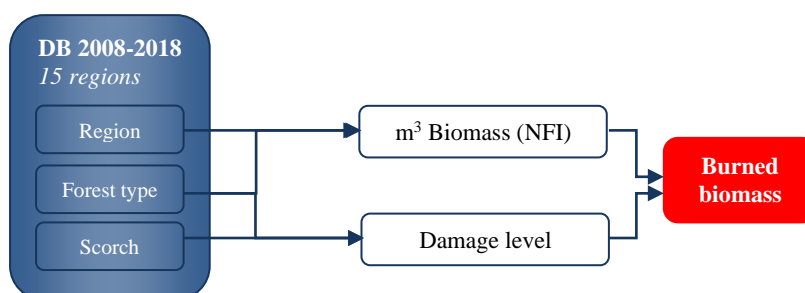 DB 2008-2018
15 regions
Region
Forest type
Scorch
m³ Biomass (NFI)
Damage level
Burned
biomass